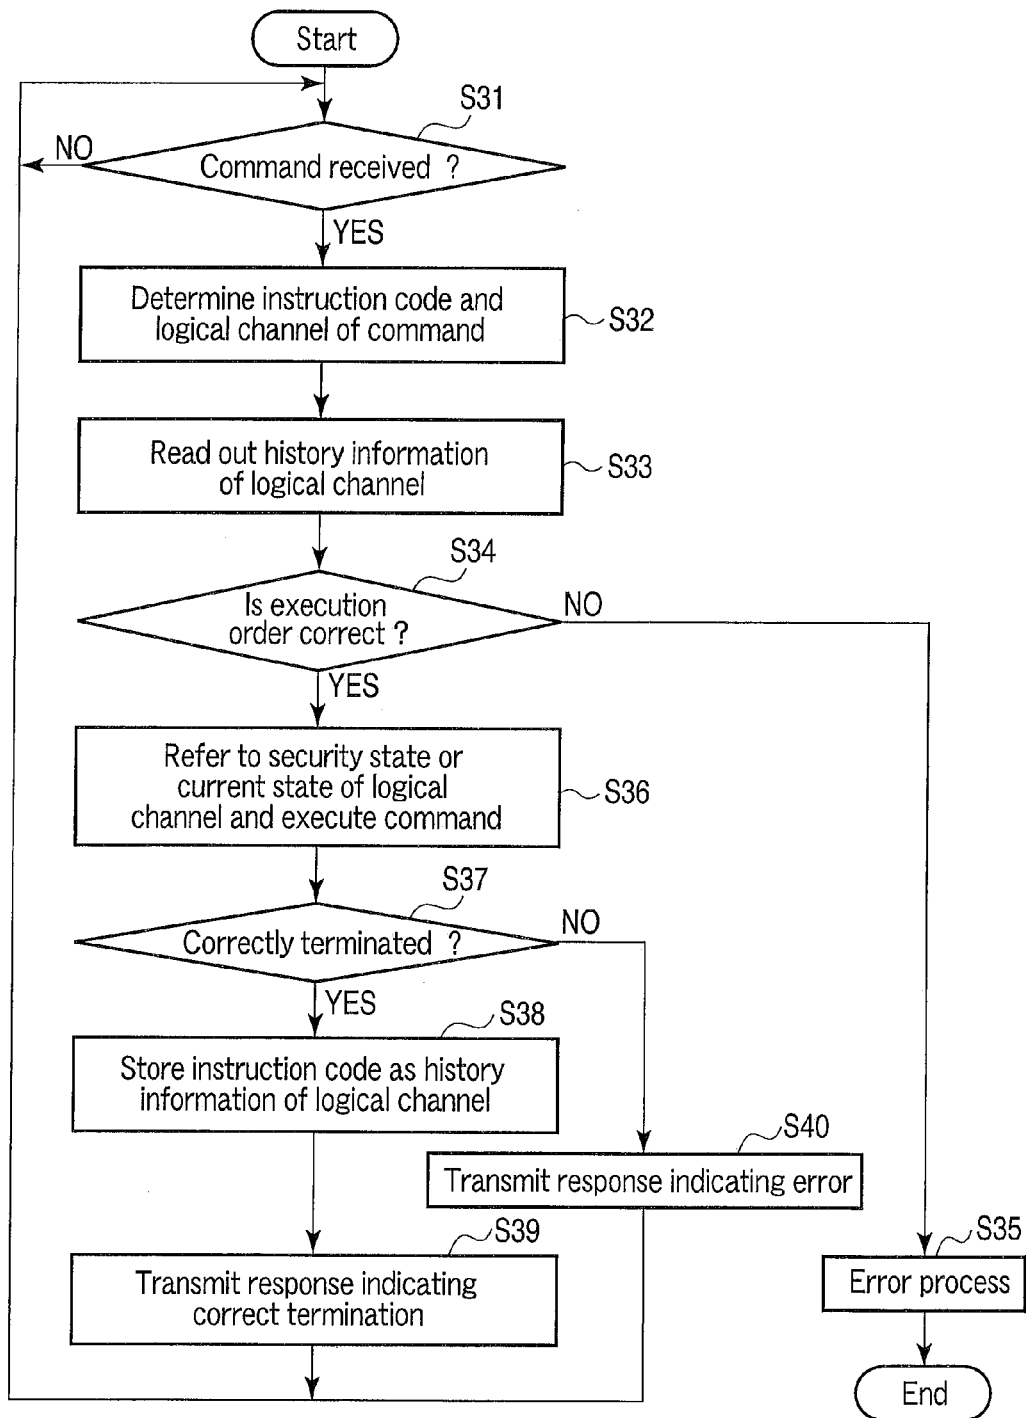 Start
S31
NO
Command received ?
YES
Determine instruction code and
logical channel of command
S32
Read out history information
of logical channel
S33
S34
Is execution
order correct ?
NO
YES
Refer to security state or
current state of logical
channel and execute command
S36
S37
Correctly terminated ?
NO
YES
S38
Store instruction code as history
information of logical channel
S40
Transmit response indicating error
S39
Transmit response indicating
correct termination
S35
Error process
End